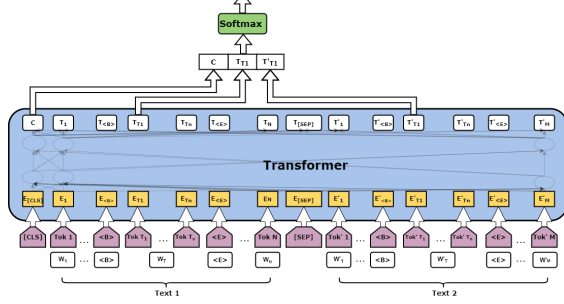 Softmax
C T_T1 T'_T1
C T_1 T_<B> T_T1 T_Tn T_<E> T_N T_[SEP] T'_1 T'_<B> T'_T1 T'_Tn T'_<E> T'_M
Transformer
E_[CLS] E_1 E_<B> E_T1 E_Tn E_<E> E_N E_[SEP] E'_1 E'_<B> E'_T1 E'_Tn E'_<E> E'_M
[CLS] Tok 1 ... <B> Tok T_1 ... Tok T_n <E> ... Tok N [SEP] Tok' 1 ... <B> Tok' T_1 ... Tok' T_n <E> ... Tok' M
W_1 ... <B> W_T <E> ... W_N W'_1 ... <B> W'_T <E> ... W'_M
Text 1 Text 2